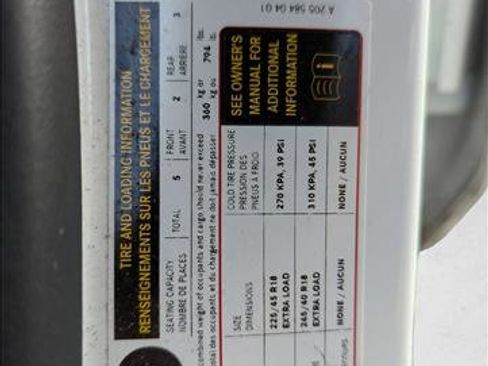 TIRE AND LOADING INFORMATION
RENSEIGNEMENTS SUR LES PNEUS ET LE CHARGEMENT
SEATING CAPACITY
NOMBRE DE PLACES
TOTAL 5
FRONT
AVANT
2
REAR
ARRIÈRE
3
combined weight of occupants and cargo should never exceed
total des occupants et du chargement ne doit jamais dépasser
360 kg or
kg ou
794 lbs.
lb.
SIZE
DIMENSIONS
COLD TIRE PRESSURE
PRESSION DES
PNEUS À FROID
225/45 R18
EXTRA LOAD
270 KPA, 39 PSI
245/40 R18
EXTRA LOAD
310 KPA, 45 PSI
NONE / AUCUN
NONE / AUCUN
SEE OWNER'S
MANUAL FOR
ADDITIONAL
INFORMATION
A 205 584 04 01